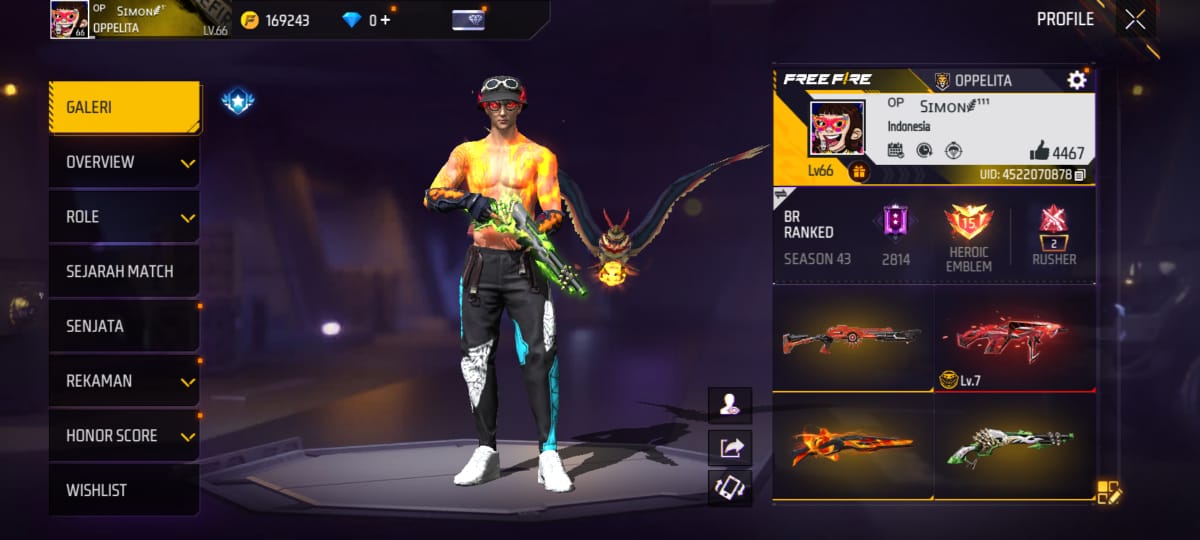 OP SIMON
OPPELITA
LV.66
66
169243
0+
PROFILE
GALERI
OVERVIEW
ROLE
SEJARAH MATCH
SENJATA
REKAMAN
HONOR SCORE
WISHLIST
FREE FIRE
OPPELITA
OP SIMON 111
Indonesia
4467
Lv66
UID: 4522070878
BR
RANKED
SEASON 43
2814
15
HEROIC
EMBLEM
2
RUSHER
Lv.7